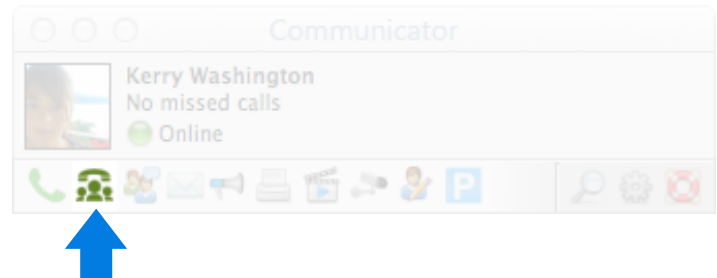 Communicator
Kerry Washington
No missed calls
Online
P